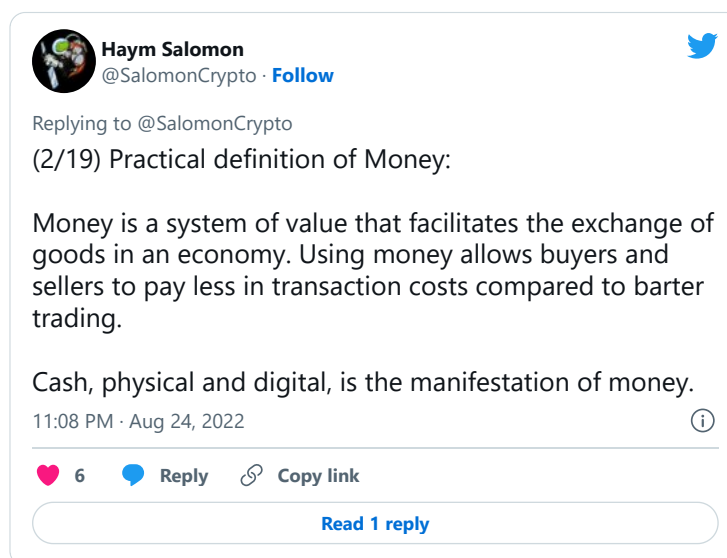 Haym Salomon
@SalomonCrypto · Follow
Replying to @SalomonCrypto
(2/19) Practical definition of Money:
Money is a system of value that facilitates the exchange of
goods in an economy. Using money allows buyers and
sellers to pay less in transaction costs compared to barter
trading.
Cash, physical and digital, is the manifestation of money.
11:08 PM · Aug 24, 2022
6 Reply Copy link
Read 1 reply